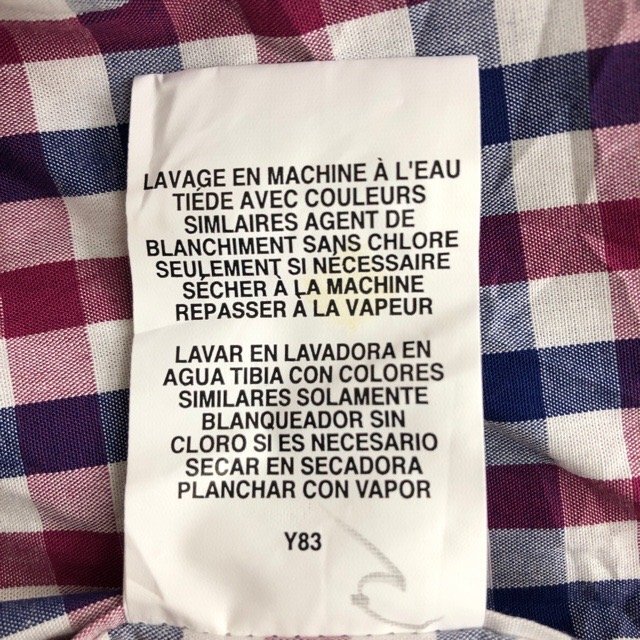 LAVAGE EN MACHINE À L'EAU
TIÉDE AVEC COULEURS
SIMLAIRES AGENT DE
BLANCHIMENT SANS CHLORE
SEULEMENT SI NÉCESSAIRE
SÉCHER À LA MACHINE
REPASSER À LA VAPEUR
LAVAR EN LAVADORA EN
AGUA TIBIA CON COLORES
SIMILARES SOLAMENTE
BLANQUEADOR SIN
CLORO SI ES NECESARIO
SECAR EN SECADORA
PLANCHAR CON VAPOR
Y83